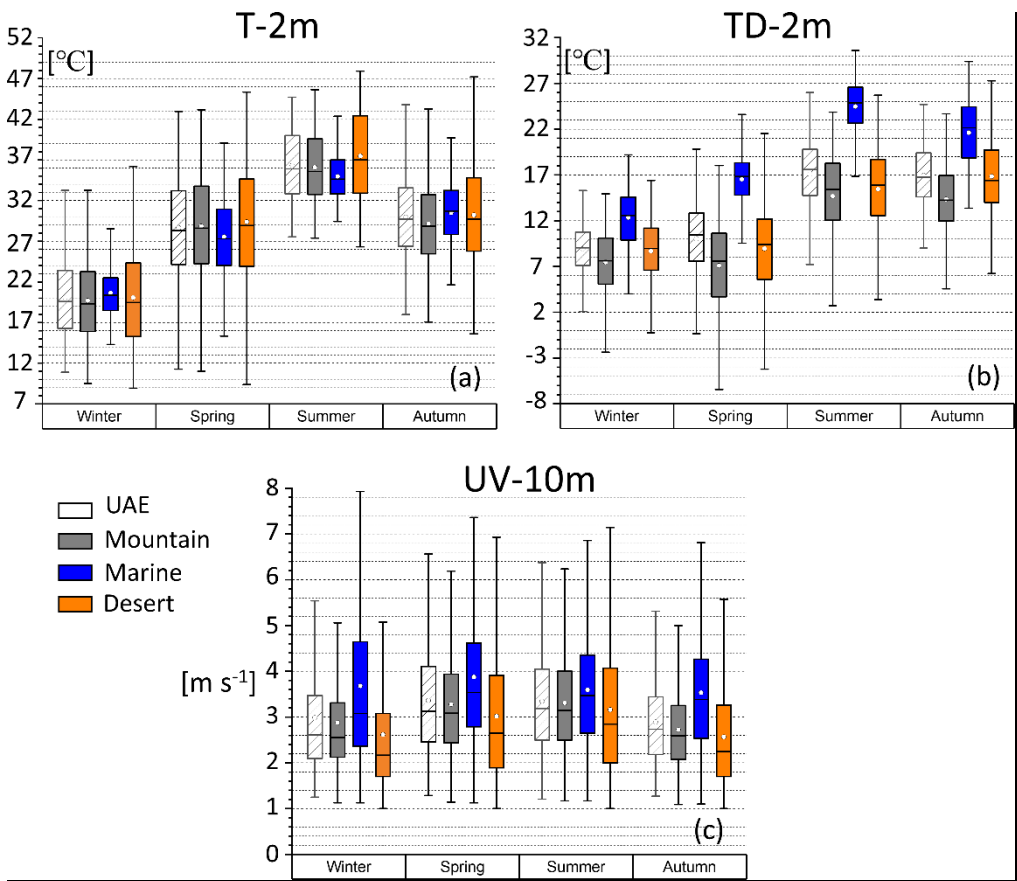 T-2m
[°C]
52
47
42
37
32
27
22
17
12
7
(a)
Winter
Spring
Summer
Autumn
TD-2m
[°C]
32
27
22
17
12
7
2
-3
-8
(b)
Winter
Spring
Summer
Autumn
UV-10m
UAE
Mountain
Marine
Desert
[m s-1]
8
7
6
5
4
3
2
1
0
(c)
Winter
Spring
Summer
Autumn